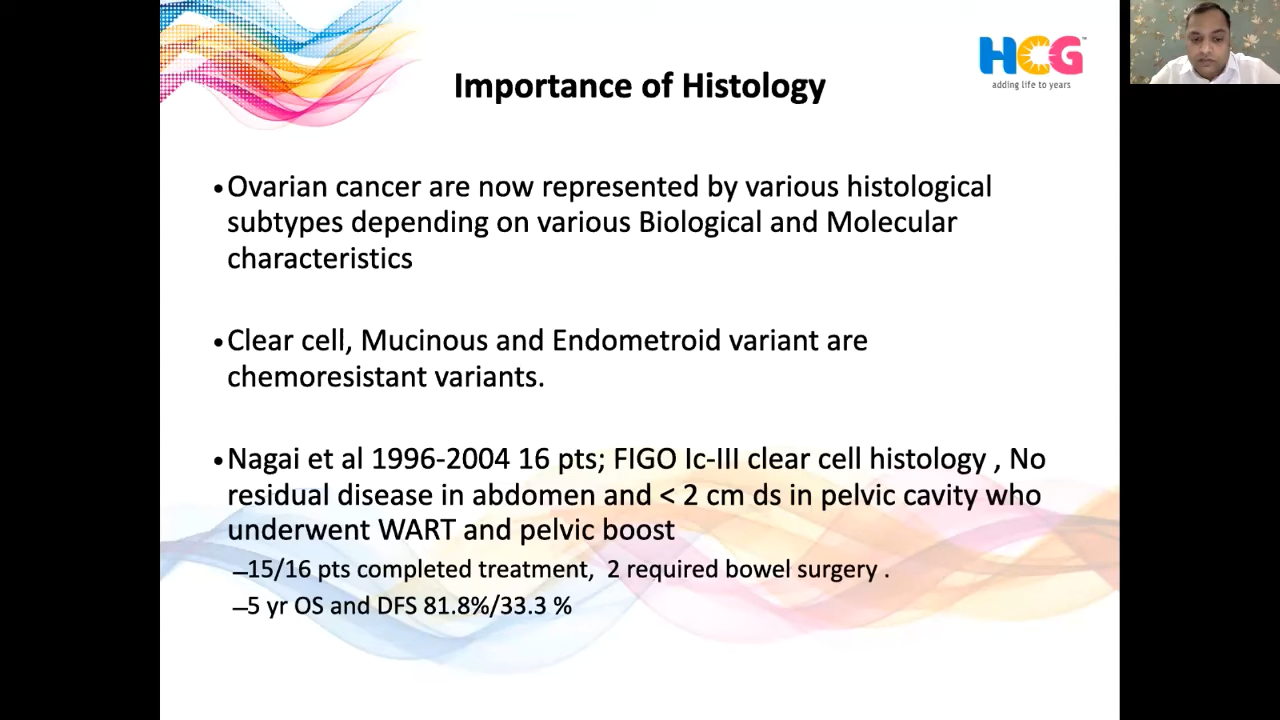 HCG™
adding life to years
Importance of Histology
•Ovarian cancer are now represented by various histological
subtypes depending on various Biological and Molecular
characteristics
•Clear cell, Mucinous and Endometroid variant are
chemoresistant variants.
•Nagai et al 1996-2004 16 pts; FIGO Ic-III clear cell histology , No
residual disease in abdomen and < 2 cm ds in pelvic cavity who
underwent WART and pelvic boost
–15/16 pts completed treatment, 2 required bowel surgery .
–5 yr OS and DFS 81.8%/33.3 %